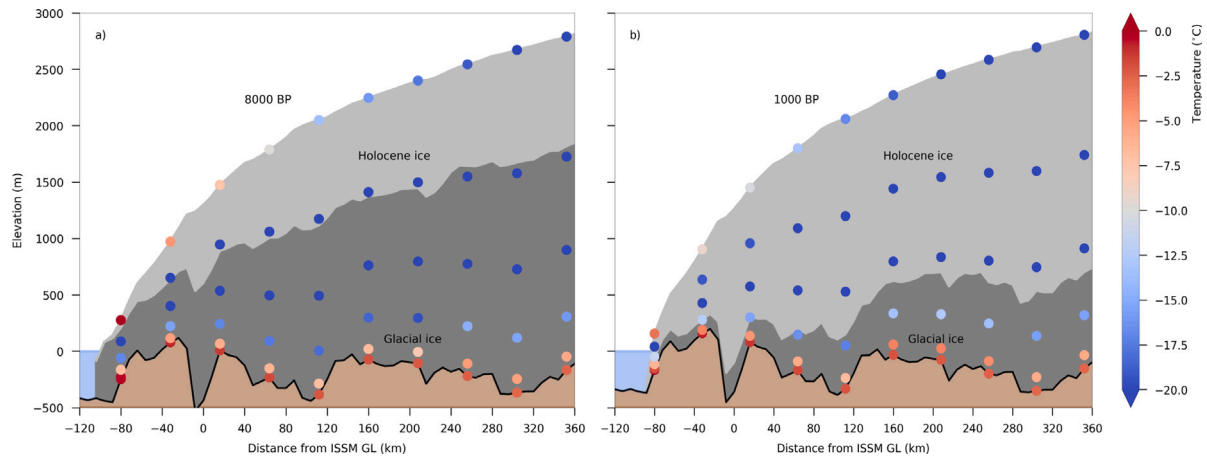 a)
8000 BP
Holocene ice
Glacial ice
3000
2500
2000
1500
1000
500
0
−500
Elevation (m)
−120 −80 −40 0 40 80 120 160 200 240 280 320 360
Distance from ISSM GL (km)
b)
1000 BP
Holocene ice
Glacial ice
−120 −80 −40 0 40 80 120 160 200 240 280 320 360
Distance from ISSM GL (km)
0.0
−2.5
−5.0
−7.5
−10.0
−12.5
−15.0
−17.5
−20.0
Temperature (°C)